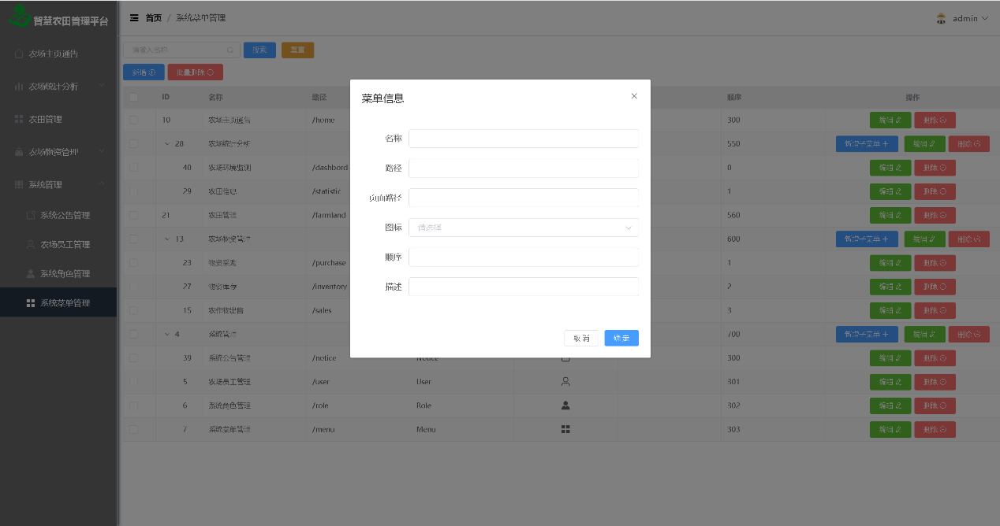 智慧农田管理平台
首页 / 系统菜单管理
admin
农场主页通告
农场统计分析
农田管理
农场物资管理
系统管理
系统公告管理
农场员工管理
系统角色管理
系统菜单管理
请输入名称
搜索
重置
新增
批量删除
ID 名称 路径 顺序 操作
10 农场主页通告 /home 300 编辑 删除
28 农场统计分析 550 新增子菜单 编辑 删除
40 农场环境监测 /dashbord 0 编辑 删除
29 农田信息 /statistic 1 编辑 删除
21 农田管理 /farmland 560 编辑 删除
13 农场物资管理 600 新增子菜单 编辑 删除
23 物资采购 /purchase 1 编辑 删除
27 物资库存 /inventory 2 编辑 删除
15 农作物出售 /sales 3 编辑 删除
4 系统管理 700 新增子菜单 编辑 删除
39 系统公告管理 /notice Notice 300 编辑 删除
5 农场员工管理 /user User 301 编辑 删除
6 系统角色管理 /role Role 302 编辑 删除
7 系统菜单管理 /menu Menu 303 编辑 删除
菜单信息
名称
路径
页面路径
图标 请选择
顺序
描述
取消 确定